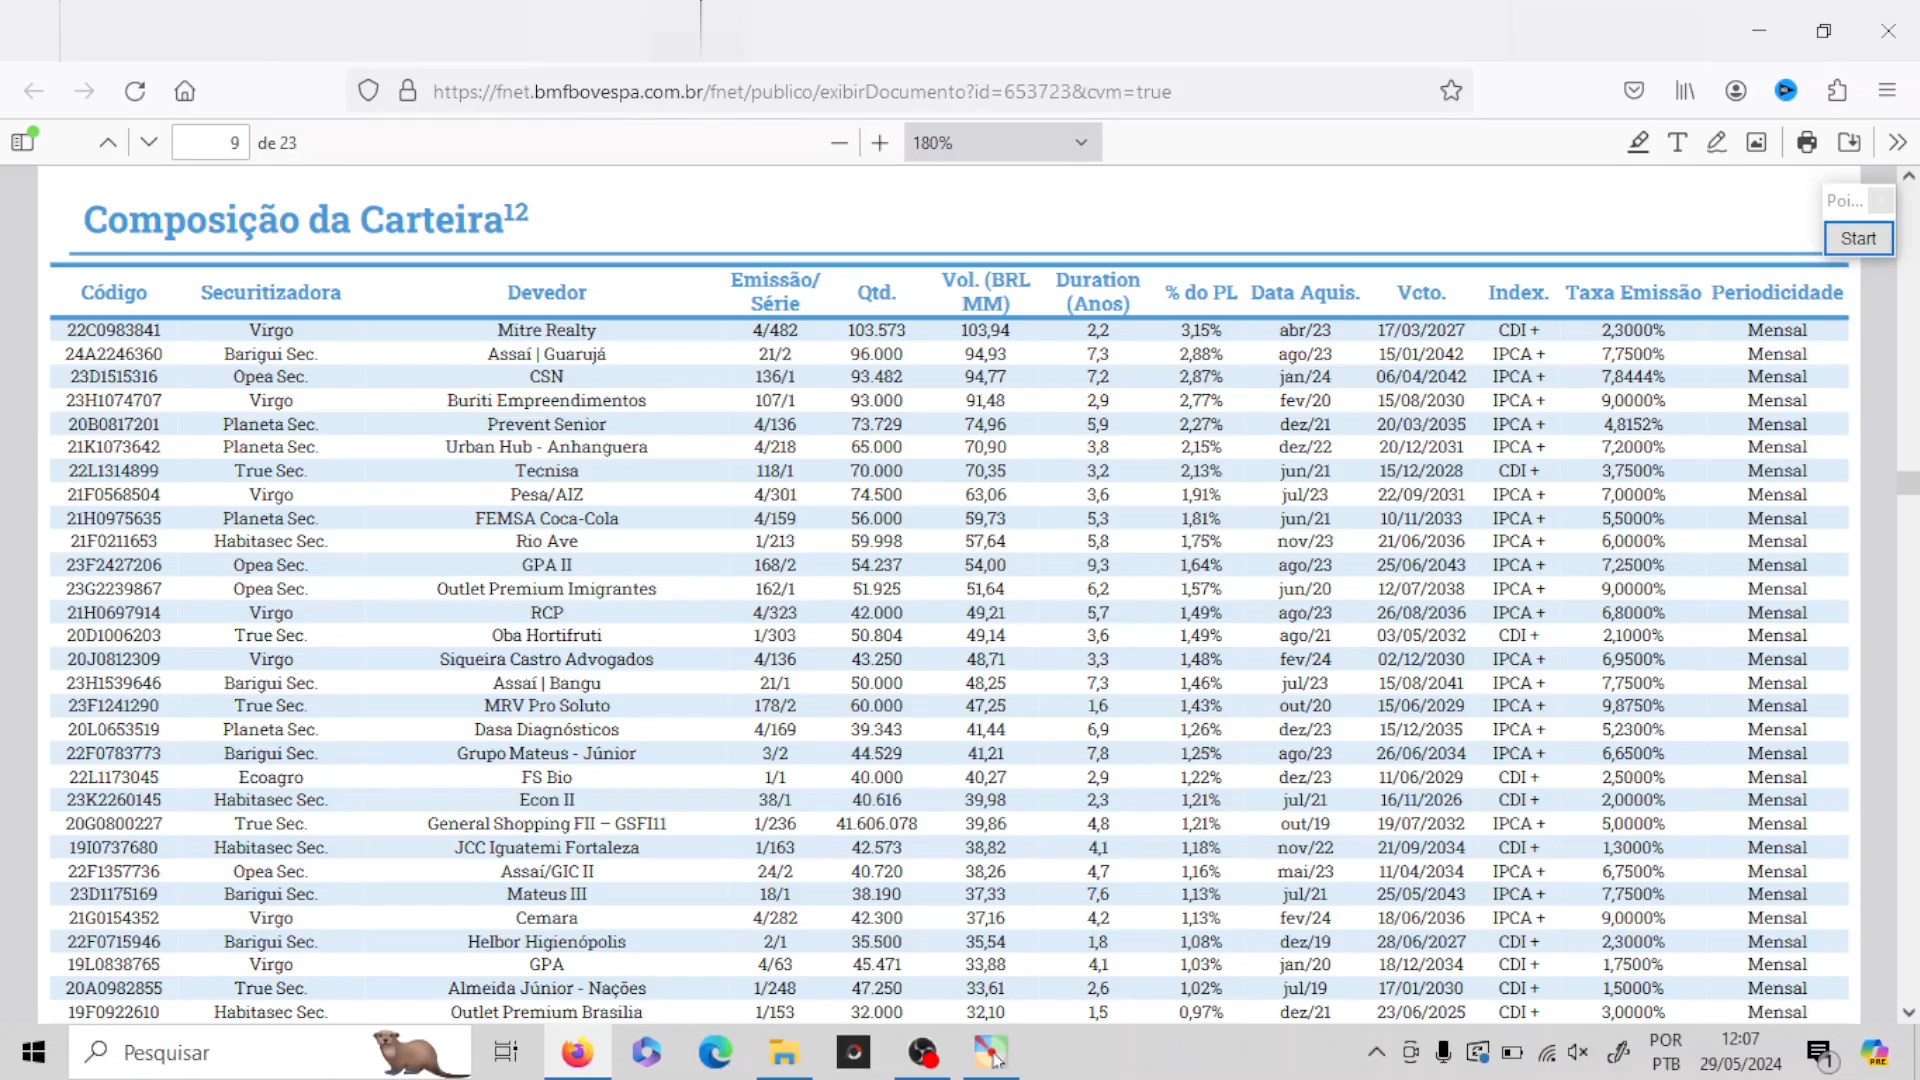 https://fnet.bmfbovespa.com.br/fnet/publico/exibirDocumento?id=653723&cvm=true
9 de 23 180%
Poi...
Start
Composição da Carteira12
Código Securitizadora Devedor Emissão/ Série Qtd. Vol. (BRL MM) Duration (Anos) % do PL Data Aquis. Vcto. Index. Taxa Emissão Periodicidade
22C0983841 Virgo Mitre Realty 4/482 103.573 103,94 2,2 3,15% abr/23 17/03/2027 CDI + 2,3000% Mensal
24A2246360 Barigui Sec. Assaí | Guarujá 21/2 96.000 94,93 7,3 2,88% ago/23 15/01/2042 IPCA + 7,7500% Mensal
23D1515316 Opea Sec. CSN 136/1 93.482 94,77 7,2 2,87% jan/24 06/04/2042 IPCA + 7,8444% Mensal
23H1074707 Virgo Buriti Empreendimentos 107/1 93.000 91,48 2,9 2,77% fev/20 15/08/2030 IPCA + 9,0000% Mensal
20B0817201 Planeta Sec. Prevent Senior 4/136 73.729 74,96 5,9 2,27% dez/21 20/03/2035 IPCA + 4,8152% Mensal
21K1073642 Planeta Sec. Urban Hub - Anhanguera 4/218 65.000 70,90 3,8 2,15% dez/22 20/12/2031 IPCA + 7,2000% Mensal
22L1314899 True Sec. Tecnisa 118/1 70.000 70,35 3,2 2,13% jun/21 15/12/2028 CDI + 3,7500% Mensal
21F0568504 Virgo Pesa/AIZ 4/301 74.500 63,06 3,6 1,91% jul/23 22/09/2031 IPCA + 7,0000% Mensal
21H0975635 Planeta Sec. FEMSA Coca-Cola 4/159 56.000 59,73 5,3 1,81% jun/21 10/11/2033 IPCA + 5,5000% Mensal
21F0211653 Habitasec Sec. Rio Ave 1/213 59.998 57,64 5,8 1,75% nov/23 21/06/2036 IPCA + 6,0000% Mensal
23F2427206 Opea Sec. GPA II 168/2 54.237 54,00 9,3 1,64% ago/23 25/06/2043 IPCA + 7,2500% Mensal
23G2239867 Opea Sec. Outlet Premium Imigrantes 162/1 51.925 51,64 6,2 1,57% jun/20 12/07/2038 IPCA + 9,0000% Mensal
21H0697914 Virgo RCP 4/323 42.000 49,21 5,7 1,49% ago/23 26/08/2036 IPCA + 6,8000% Mensal
20D1006203 True Sec. Oba Hortifruti 1/303 50.804 49,14 3,6 1,49% ago/21 03/05/2032 CDI + 2,1000% Mensal
20J0812309 Virgo Siqueira Castro Advogados 4/136 43.250 48,71 3,3 1,48% fev/24 02/12/2030 IPCA + 6,9500% Mensal
23H1539646 Barigui Sec. Assaí | Bangu 21/1 50.000 48,25 7,3 1,46% jul/23 15/08/2041 IPCA + 7,7500% Mensal
23F1241290 True Sec. MRV Pro Soluto 178/2 60.000 47,25 1,6 1,43% out/20 15/06/2029 IPCA + 9,8750% Mensal
20L0653519 Planeta Sec. Dasa Diagnósticos 4/169 39.343 41,44 6,9 1,26% dez/23 15/12/2035 IPCA + 5,2300% Mensal
22F0783773 Barigui Sec. Grupo Mateus - Júnior 3/2 44.529 41,21 7,8 1,25% ago/23 26/06/2034 IPCA + 6,6500% Mensal
22L1173045 Ecoagro FS Bio 1/1 40.000 40,27 2,9 1,22% dez/23 11/06/2029 CDI + 2,5000% Mensal
23K2260145 Habitasec Sec. Econ II 38/1 40.616 39,98 2,3 1,21% jul/21 16/11/2026 CDI + 2,0000% Mensal
20G0800227 True Sec. General Shopping FII – GSFI11 1/236 41.606.078 39,86 4,8 1,21% out/19 19/07/2032 IPCA + 5,0000% Mensal
19I0737680 Habitasec Sec. JCC Iguatemi Fortaleza 1/163 42.573 38,82 4,1 1,18% nov/22 21/09/2034 CDI + 1,3000% Mensal
22F1357736 Opea Sec. Assaí/GIC II 24/2 40.720 38,26 4,7 1,16% mai/23 11/04/2034 IPCA + 6,7500% Mensal
23D1175169 Barigui Sec. Mateus III 18/1 38.190 37,33 7,6 1,13% jul/21 25/05/2043 IPCA + 7,7500% Mensal
21G0154352 Virgo Cemara 4/282 42.300 37,16 4,2 1,13% fev/24 18/06/2036 IPCA + 9,0000% Mensal
22F0715946 Barigui Sec. Helbor Higienópolis 2/1 35.500 35,54 1,8 1,08% dez/19 28/06/2027 CDI + 2,3000% Mensal
19L0838765 Virgo GPA 4/63 45.471 33,88 4,1 1,03% jan/20 18/12/2034 CDI + 1,7500% Mensal
20A0982855 True Sec. Almeida Júnior - Nações 1/248 47.250 33,61 2,6 1,02% jul/19 17/01/2030 CDI + 1,5000% Mensal
19F0922610 Habitasec Sec. Outlet Premium Brasilia 1/153 32.000 32,10 1,5 0,97% dez/21 23/06/2025 CDI + 3,0000% Mensal
Pesquisar
POR
PTB
12:07
29/05/2024
1
PRE